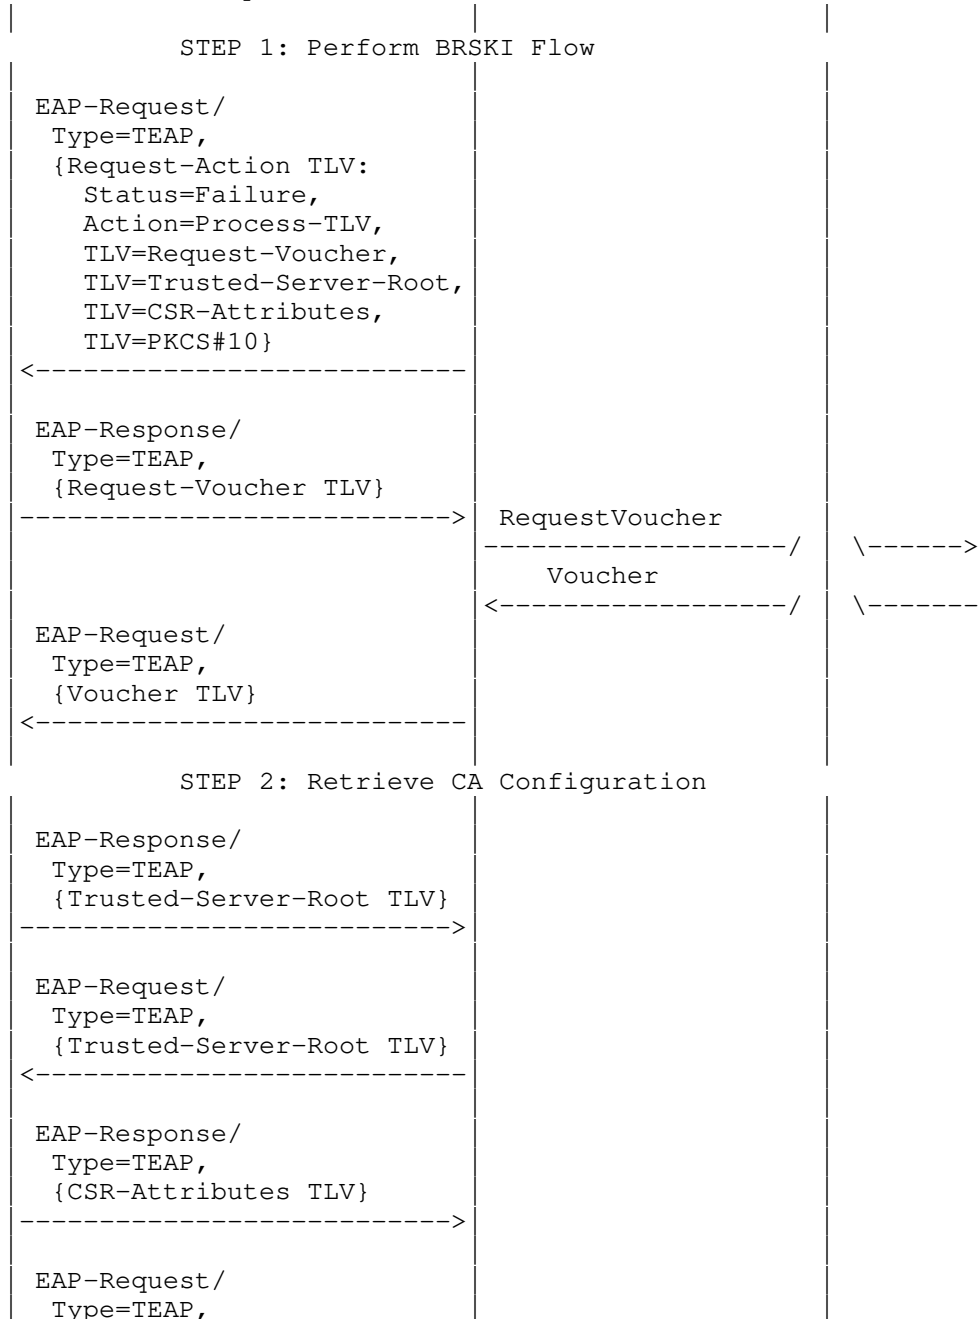 STEP 1: Perform BRSKI Flow
EAP-Request/
Type=TEAP,
{Request-Action TLV:
Status=Failure,
Action=Process-TLV,
TLV=Request-Voucher,
TLV=Trusted-Server-Root,
TLV=CSR-Attributes,
TLV=PKCS#10}
EAP-Response/
Type=TEAP,
{Request-Voucher TLV}
RequestVoucher
Voucher
EAP-Request/
Type=TEAP,
{Voucher TLV}
STEP 2: Retrieve CA Configuration
EAP-Response/
Type=TEAP,
{Trusted-Server-Root TLV}
EAP-Request/
Type=TEAP,
{Trusted-Server-Root TLV}
EAP-Response/
Type=TEAP,
{CSR-Attributes TLV}
EAP-Request/
Type=TEAP,